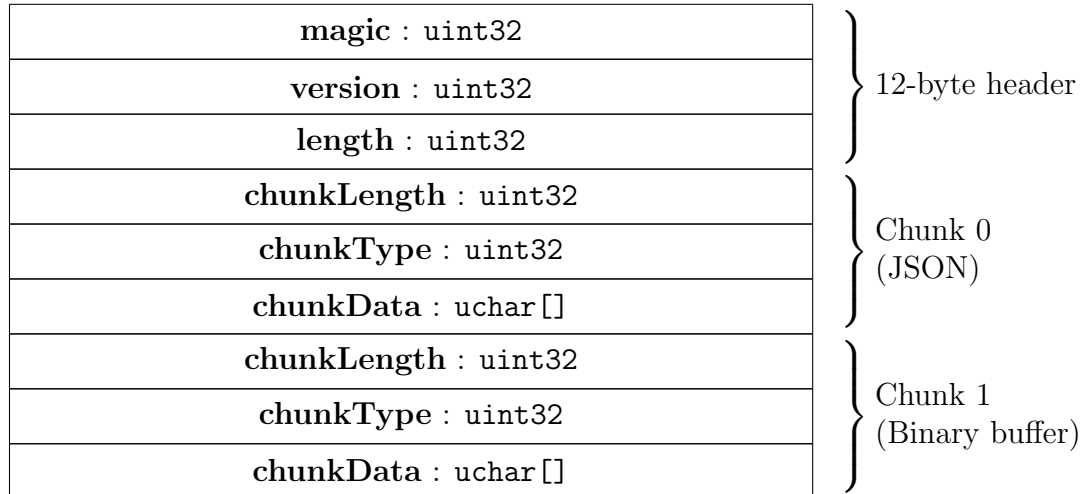 magic : uint32
version : uint32
length : uint32
12-byte header
chunkLength : uint32
chunkType : uint32
chunkData : uchar[]
Chunk 0
(JSON)
chunkLength : uint32
chunkType : uint32
chunkData : uchar[]
Chunk 1
(Binary buffer)